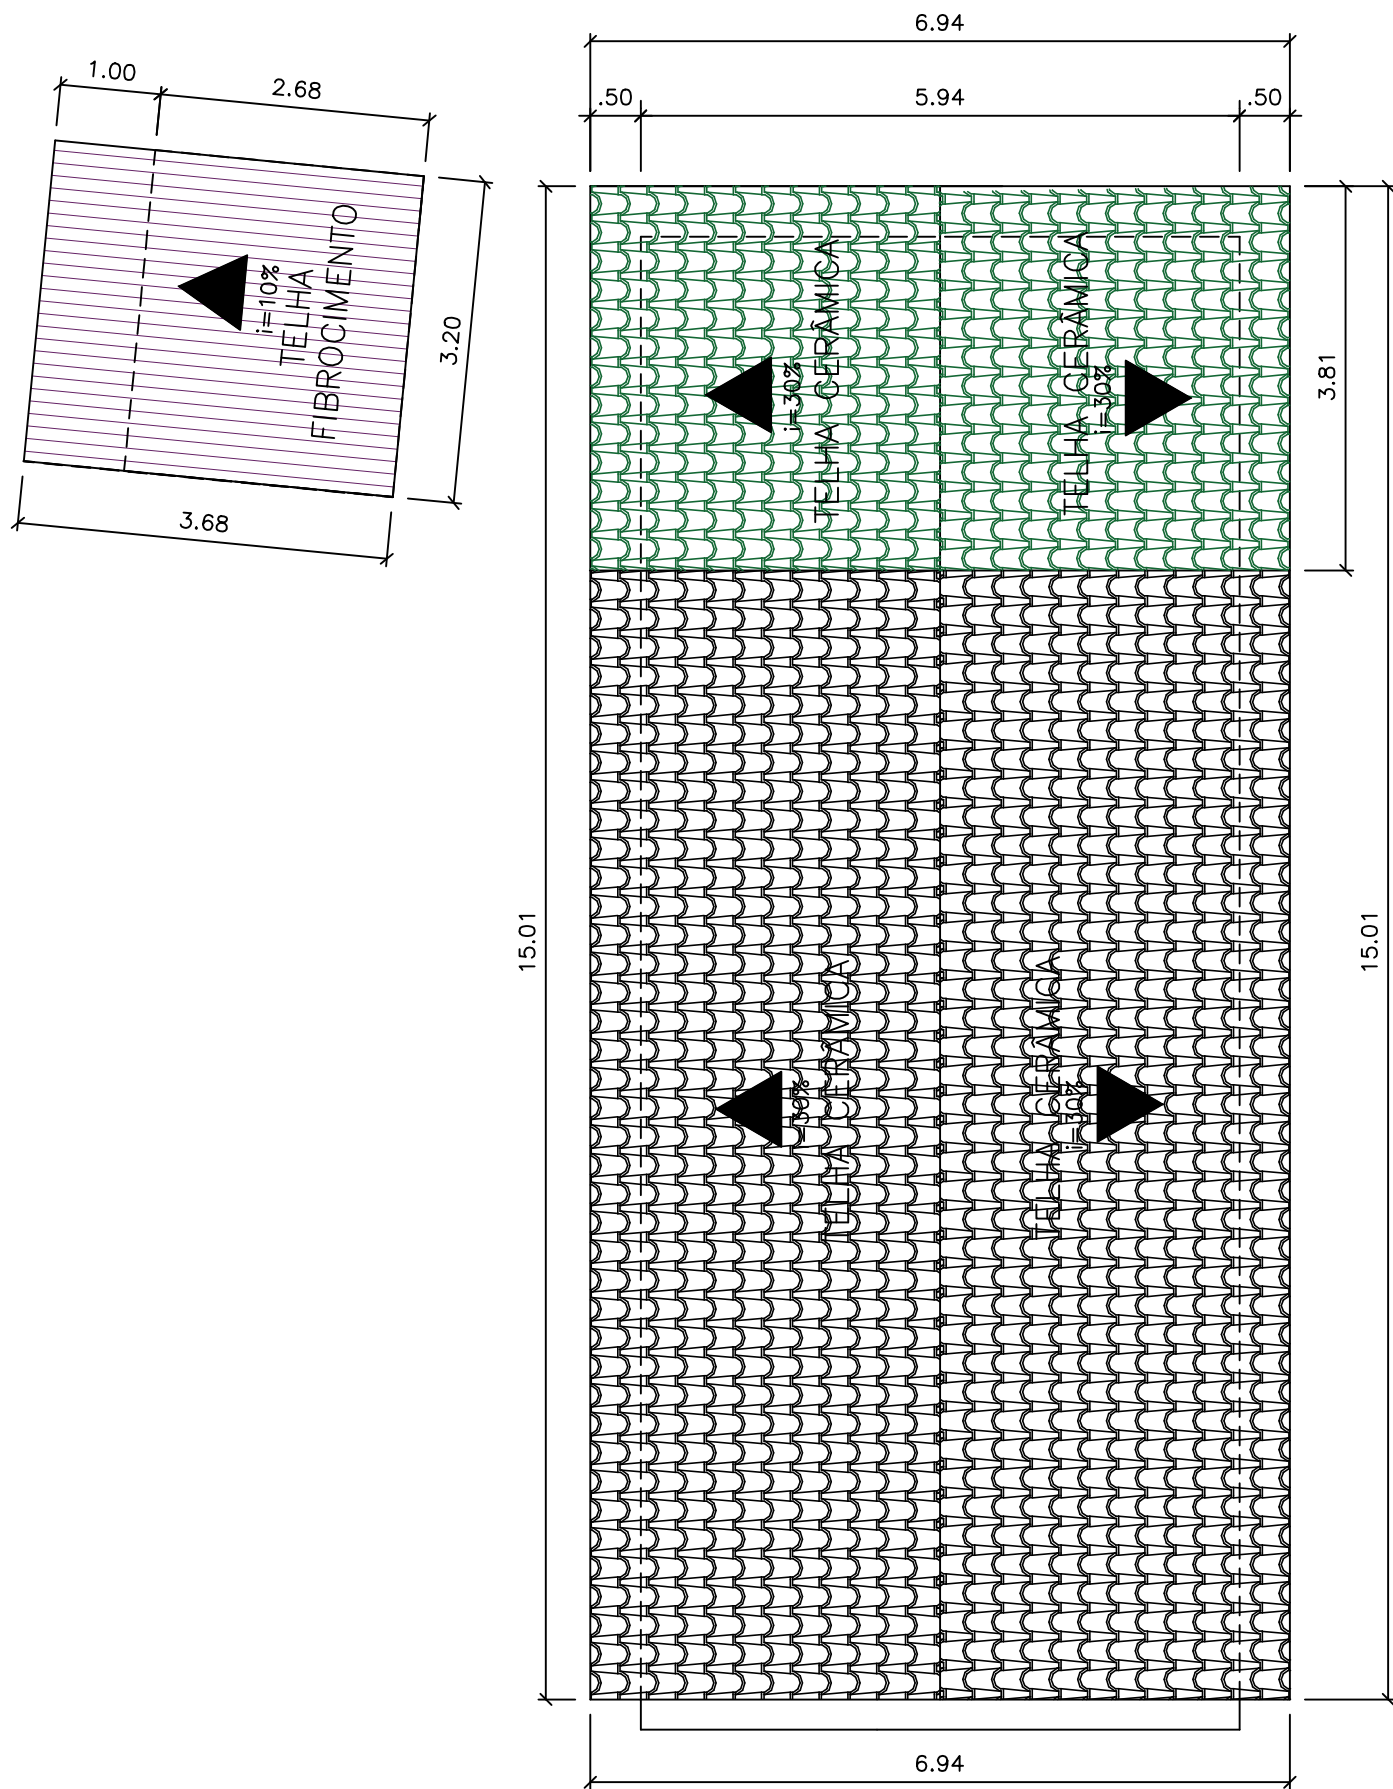 6.94
.50
5.94
.50
1.00
2.68
TELHA
FIBROCIMENTO
i=10%
3.20
3.68
TELHA CERÂMICA
i=30%
TELHA CERÂMICA
i=30%
3.81
15.01
15.01
TELHA CERÂMICA
=30%
TELHA CERÂMICA
i=30%
6.94